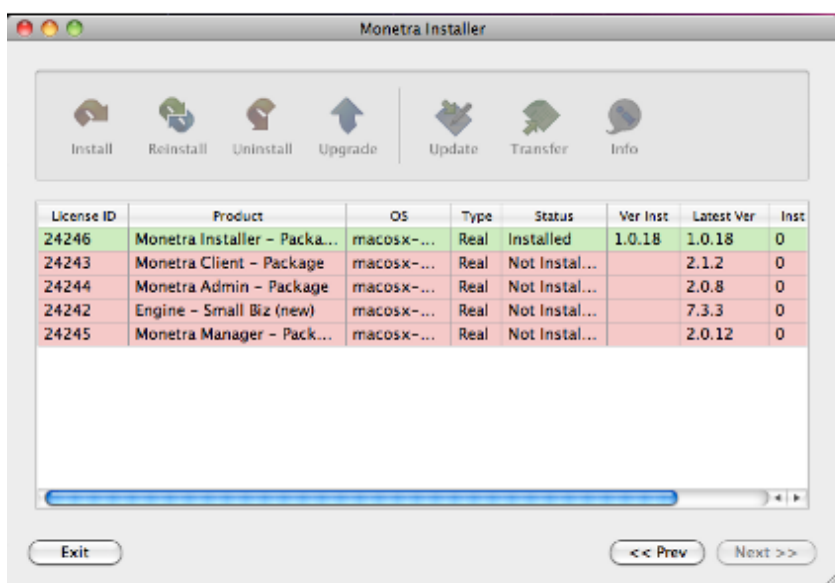 Monetra Installer
Install Reinstall Uninstall Upgrade Update Transfer Info
License ID Product OS Type Status Ver Inst Latest Ver Inst
24246 Monetra Installer – Packa... macosx–... Real Installed 1.0.18 1.0.18 0
24243 Monetra Client – Package macosx–... Real Not Instal... 2.1.2 0
24244 Monetra Admin – Package macosx–... Real Not Instal... 2.0.8 0
24242 Engine – Small Biz (new) macosx–... Real Not Instal... 7.3.3 0
24245 Monetra Manager – Pack... macosx–... Real Not Instal... 2.0.12 0
Exit << Prev Next >>